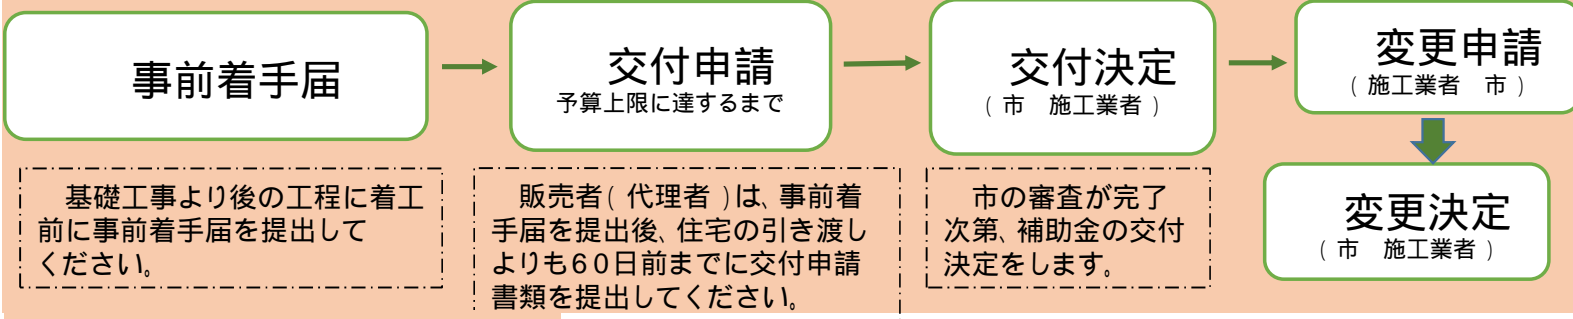 事前着手届
交付申請
予算上限に達するまで
交付決定
(市　施工業者)
変更申請
(施工業者　市)
変更決定
(市　施工業者)
基礎工事より後の工程に着工
前に事前着手届を提出して
ください。
販売者(代理者)は、事前着
手届を提出後、住宅の引き渡し
よりも６０日前までに交付申請
書類を提出してください。
市の審査が完了
次第、補助金の交付
決定をします。